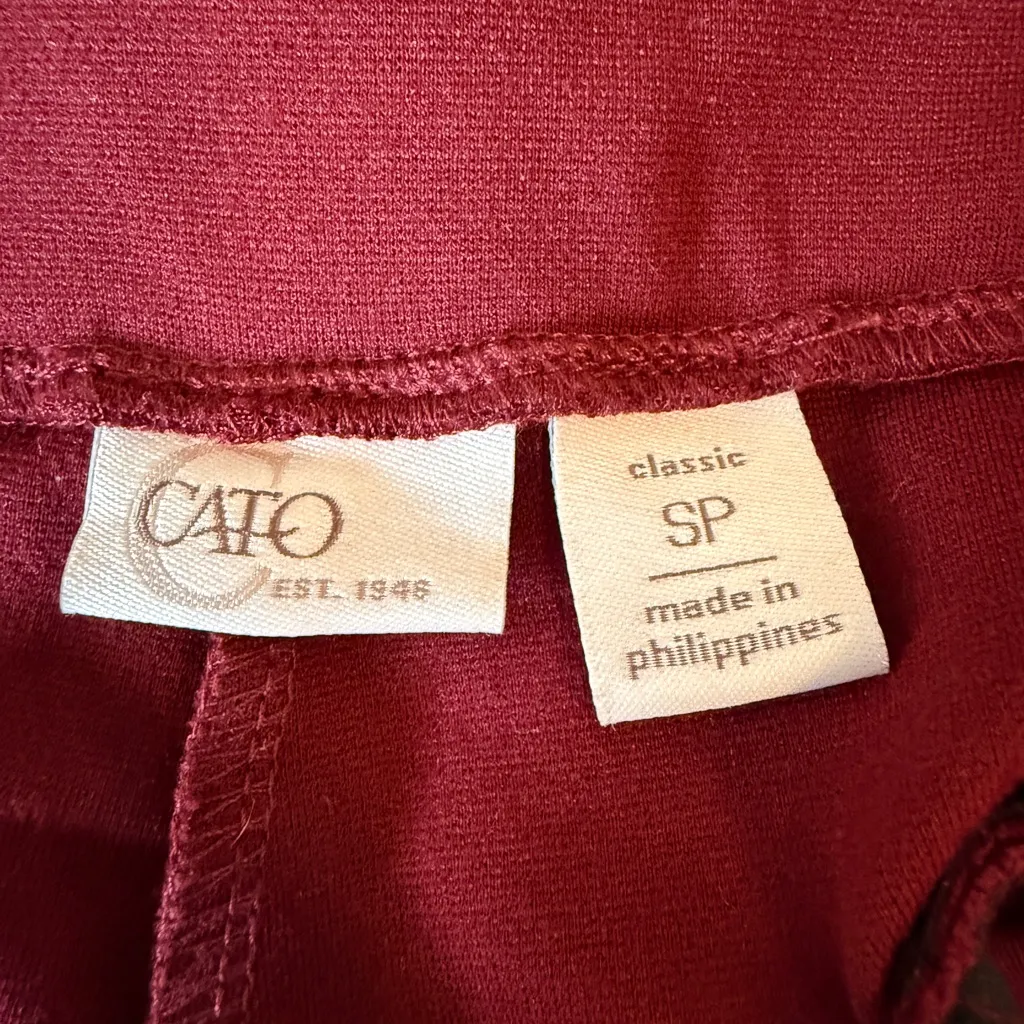 CATO
EST. 1946
classic
SP
made in
philippines